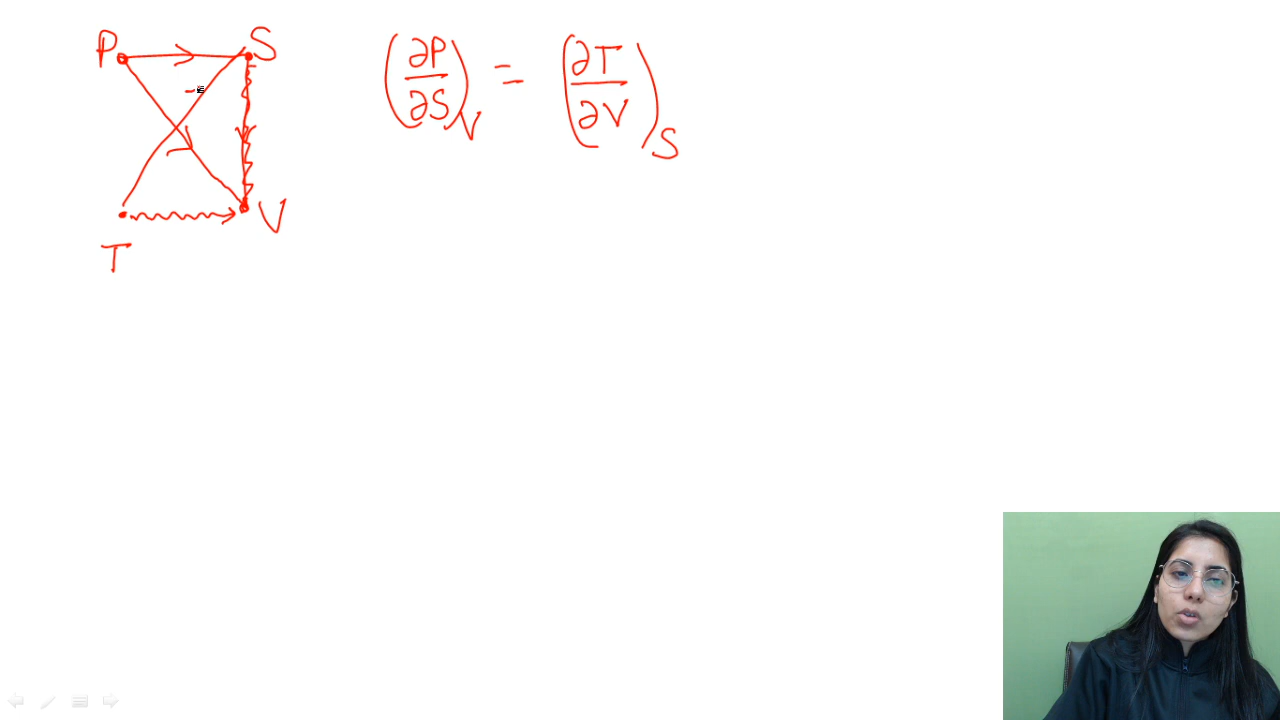 P S
T V
(∂P/∂S)V = (∂T/∂V)S